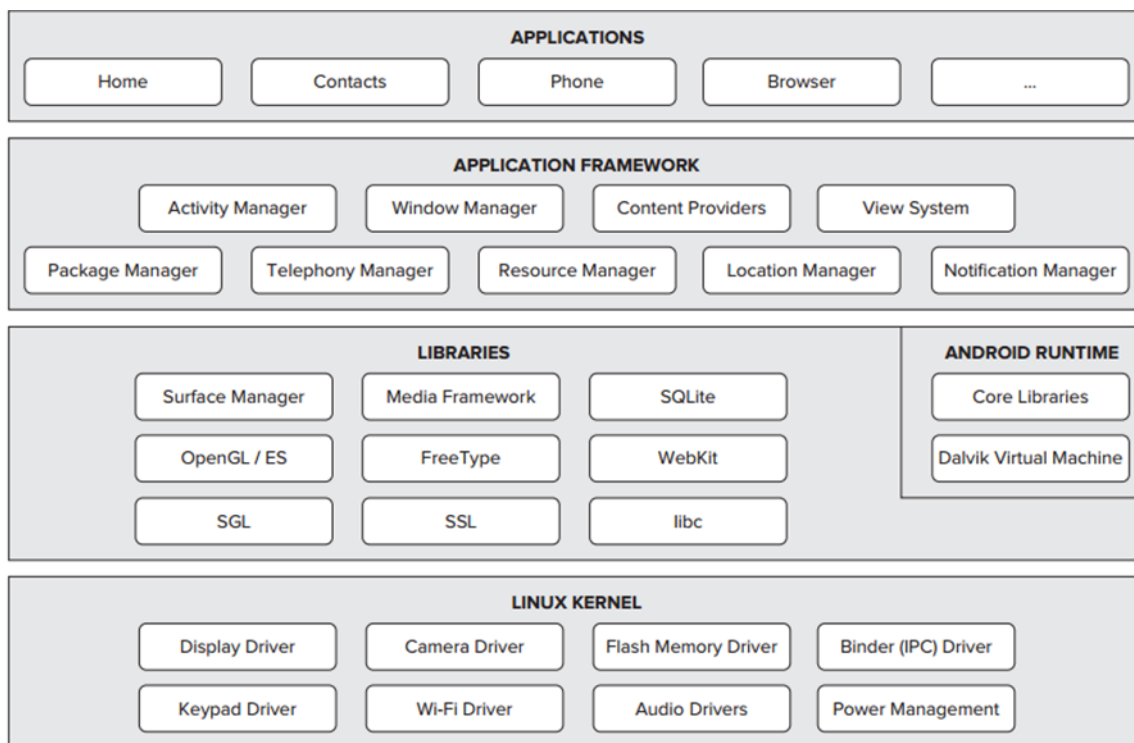 APPLICATIONS
Home
Contacts
Phone
Browser
...
APPLICATION FRAMEWORK
Activity Manager
Window Manager
Content Providers
View System
Package Manager
Telephony Manager
Resource Manager
Location Manager
Notification Manager
LIBRARIES
Surface Manager
Media Framework
SQLite
OpenGL / ES
FreeType
WebKit
SGL
SSL
libc
ANDROID RUNTIME
Core Libraries
Dalvik Virtual Machine
LINUX KERNEL
Display Driver
Camera Driver
Flash Memory Driver
Binder (IPC) Driver
Keypad Driver
Wi-Fi Driver
Audio Drivers
Power Management